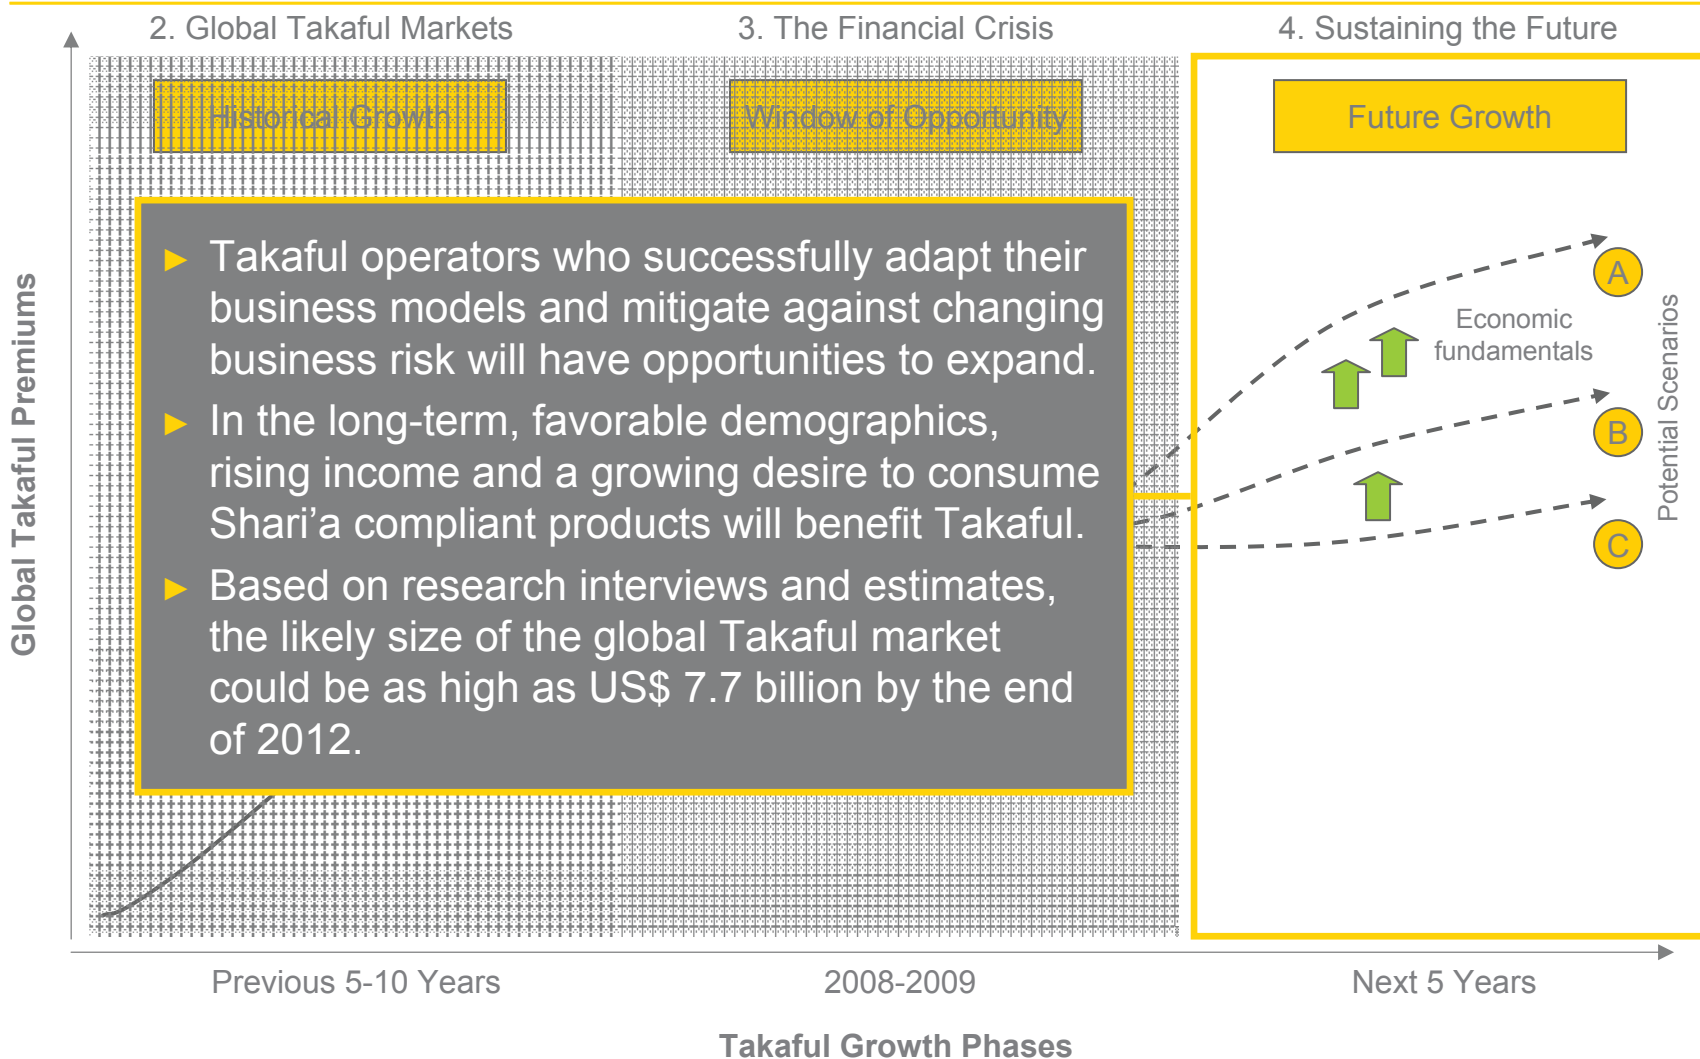 2. Global Takaful Markets
3. The Financial Crisis
4. Sustaining the Future
Historical Growth
Window of Opportunity
Future Growth
► Takaful operators who successfully adapt their
business models and mitigate against changing
business risk will have opportunities to expand.
► In the long-term, favorable demographics,
rising income and a growing desire to consume
Shari’a compliant products will benefit Takaful.
► Based on research interviews and estimates,
the likely size of the global Takaful market
could be as high as US$ 7.7 billion by the end
of 2012.
Global Takaful Premiums
A
Economic
fundamentals
B
C
Potential Scenarios
Previous 5-10 Years
2008-2009
Next 5 Years
Takaful Growth Phases